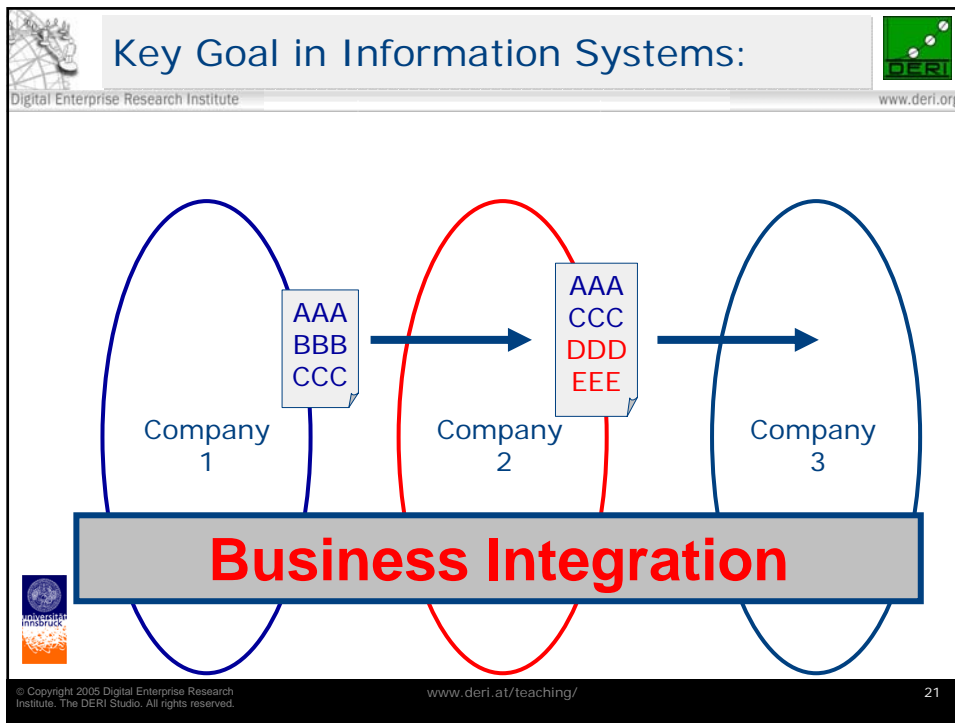 Key Goal in Information Systems:
DERI
Digital Enterprise Research Institute
www.deri.org
AAA
BBB
CCC
AAA
CCC
DDD
EEE
Company
1
Company
2
Company
3
Business Integration
universität
innsbruck
© Copyright 2005 Digital Enterprise Research
Institute. The DERI Studio. All rights reserved.
www.deri.at/teaching/
21